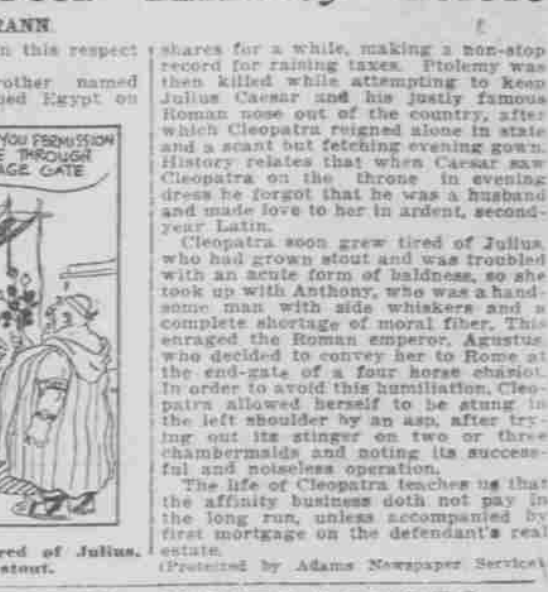 RANN
n this respect
rother named
ned Egypt on
YOU PERMISSION
E THROUGH
AGE GATE
red of Julius,
stout.
shares for a while, making a non-stop
record for raising taxes. Ptolemy was
then killed while attempting to keep
Julius Caesar and his justly famous
Roman nose out of the country, after
which Cleopatra reigned alone in state
and a scant but fetching evening gown.
History relates that when Caesar saw
Cleopatra on the throne in evening
dress he forgot that he was a husband
and made love to her in ardent, second-
year Latin.
Cleopatra soon grew tired of Julius,
who had grown stout and was troubled
with an acute form of baldness, so she
took up with Anthony, who was a hand-
some man with side whiskers and a
complete shortage of moral fiber. This
enraged the Roman emperor, Agustus,
who decided to convey her to Rome at
the end-gate of a four horse chariot.
In order to avoid this humiliation, Cleo-
patra allowed herself to be stung in
the left shoulder by an asp, after try-
ing out its stinger on two or three
chambermaids and noting its success-
ful and noiseless operation.
The life of Cleopatra teaches us that
the affinity business doth not pay in
the long run, unless accompanied by
first mortgage on the defendant's real
estate.
(Protected by Adams Newspaper Service)